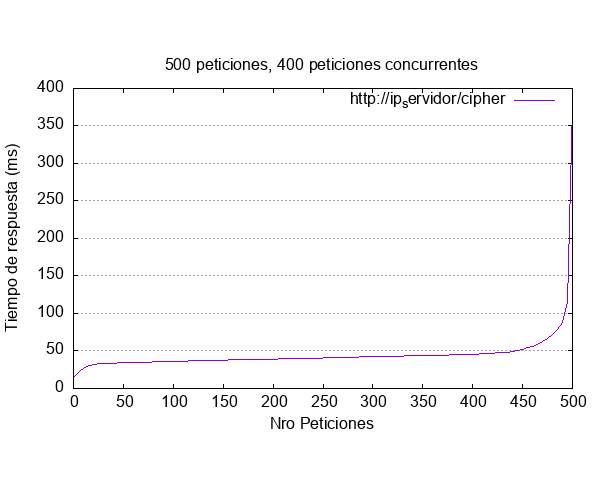 500 peticiones, 400 peticiones concurrentes
http://ip_servidor/cipher
400
350
300
250
200
150
100
50
0
Tiempo de respuesta (ms)
0 50 100 150 200 250 300 350 400 450 500
Nro Peticiones